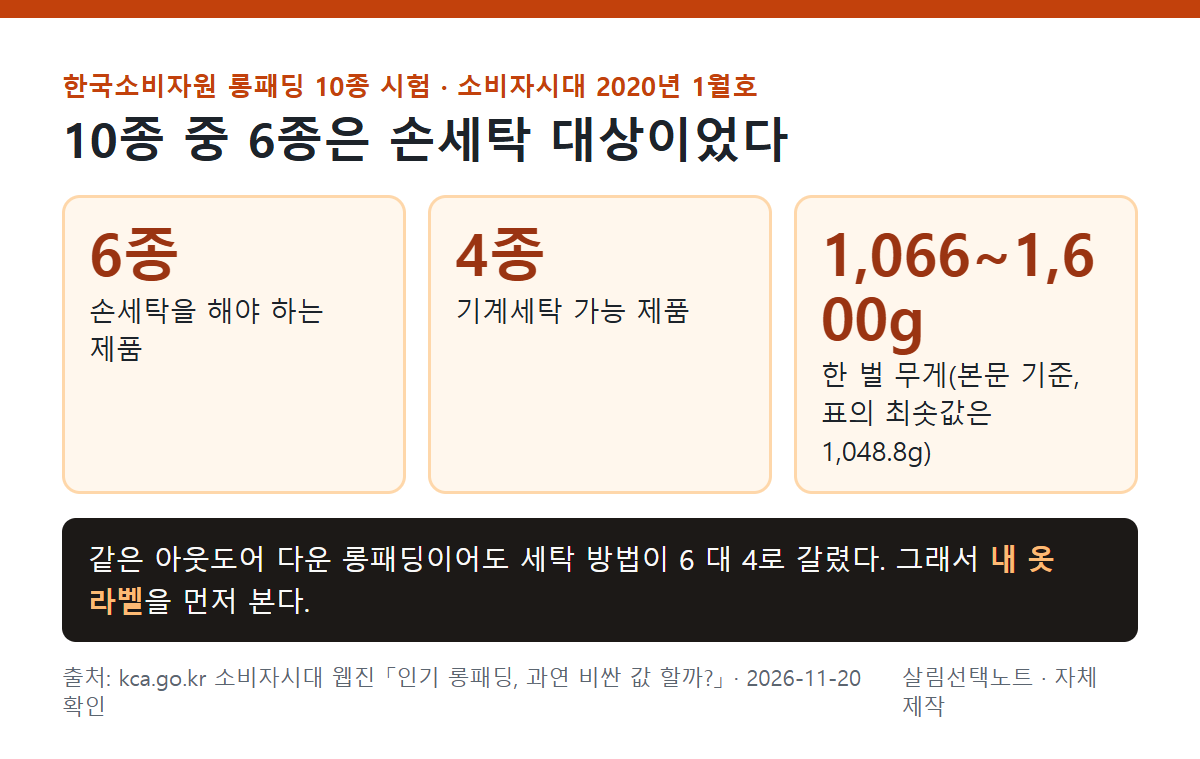 한국소비자원 롱패딩 10종 시험 · 소비자시대 2020년 1월호
10종 중 6종은 손세탁 대상이었다
6종
손세탁을 해야 하는
제품
4종
기계세탁 가능 제품
1,066~1,6
00g
한 벌 무게(본문 기준,
표의 최솟값은
1,048.8g)
같은 아웃도어 다운 롱패딩이어도 세탁 방법이 6 대 4로 갈렸다. 그래서 내 옷
라벨을 먼저 본다.
출처: kca.go.kr 소비자시대 웹진 「인기 롱패딩, 과연 비싼 값 할까?」 · 2026-11-20
확인
살림선택노트 · 자체
제작